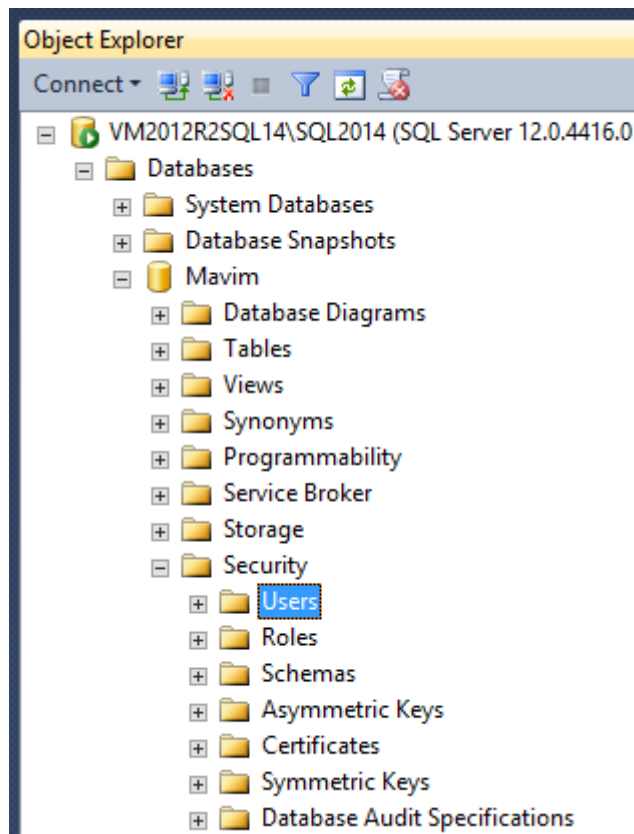 Object Explorer
Connect
VM2012R2SQL14\SQL2014 (SQL Server 12.0.4416.0
Databases
System Databases
Database Snapshots
Mavim
Database Diagrams
Tables
Views
Synonyms
Programmability
Service Broker
Storage
Security
Users
Roles
Schemas
Asymmetric Keys
Certificates
Symmetric Keys
Database Audit Specifications